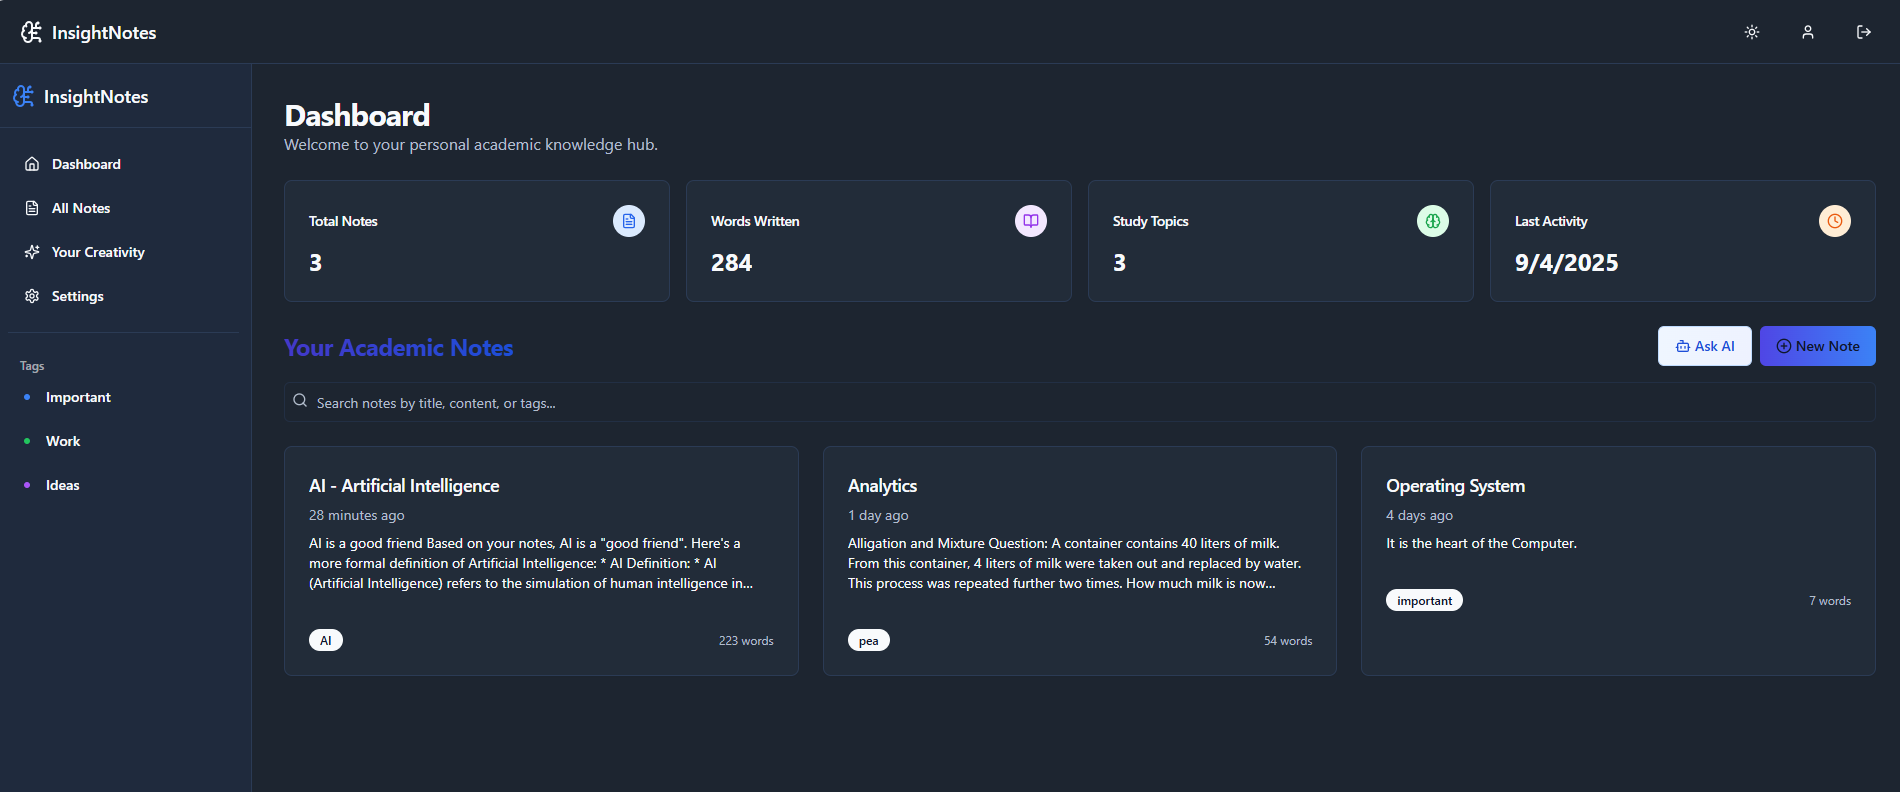 InsightNotes
InsightNotes
Dashboard
All Notes
Your Creativity
Settings
Tags
Important
Work
Ideas
Dashboard
Welcome to your personal academic knowledge hub.
Total Notes
3
Words Written
284
Study Topics
3
Last Activity
9/4/2025
Your Academic Notes
Ask AI
New Note
Search notes by title, content, or tags...
AI - Artificial Intelligence
28 minutes ago
AI is a good friend Based on your notes, AI is a "good friend". Here's a
more formal definition of Artificial Intelligence: * AI Definition: * AI
(Artificial Intelligence) refers to the simulation of human intelligence in...
AI
223 words
Analytics
1 day ago
Alligation and Mixture Question: A container contains 40 liters of milk.
From this container, 4 liters of milk were taken out and replaced by water.
This process was repeated further two times. How much milk is now...
pea
54 words
Operating System
4 days ago
It is the heart of the Computer.
important
7 words